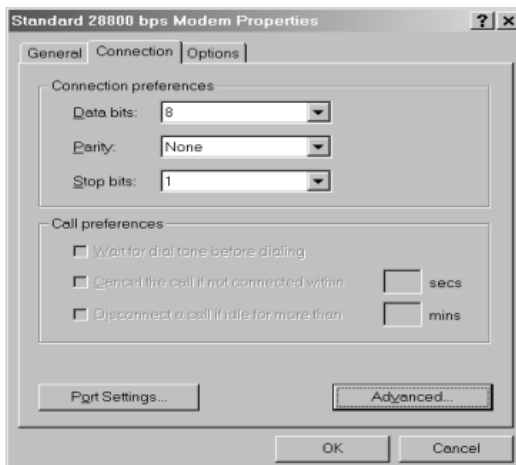 Standard 28800 bps Modem Properties ? x
General Connection Options
Connection preferences
Data bits: 8
Parity: None
Stop bits: 1
Call preferences
Wait for dial tone before dialing
Cancel the call if not connected within secs
Disconnect a call if idle for more than mins
Port Settings... Advanced...
OK Cancel